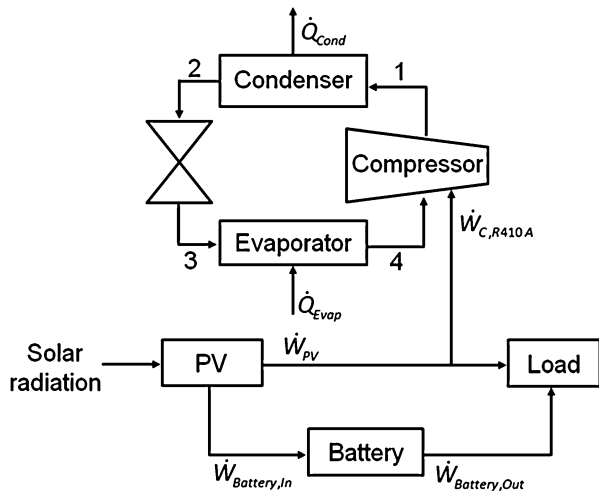 Q̇Cond
2
Condenser
1
Compressor
3
Evaporator
4
ẆC,R410A
Q̇Evap
Solar
radiation
PV
ẆPV
Load
Battery
ẆBattery,In
ẆBattery,Out